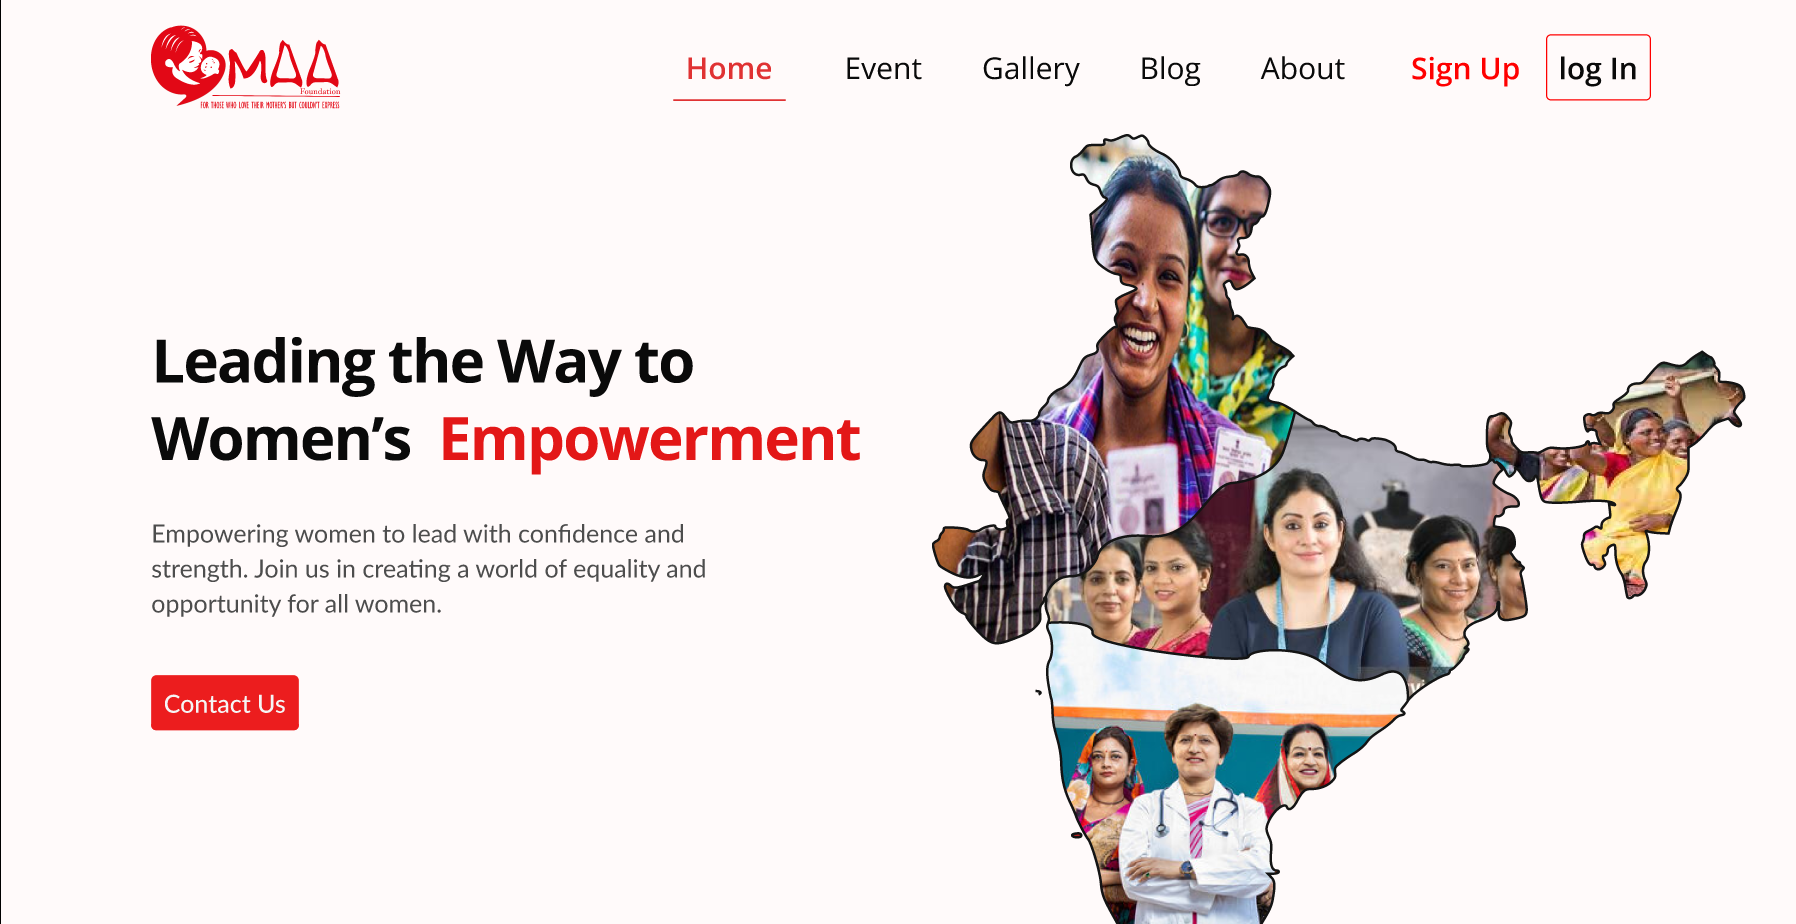 MAA
Foundation
FOR THOSE WHO LOVE THEIR MOTHER'S BUT COULDN'T EXPRESS
Home
Event
Gallery
Blog
About
Sign Up
log In
Leading the Way to
Women’s Empowerment
Empowering women to lead with confidence and
strength. Join us in creating a world of equality and
opportunity for all women.
Contact Us